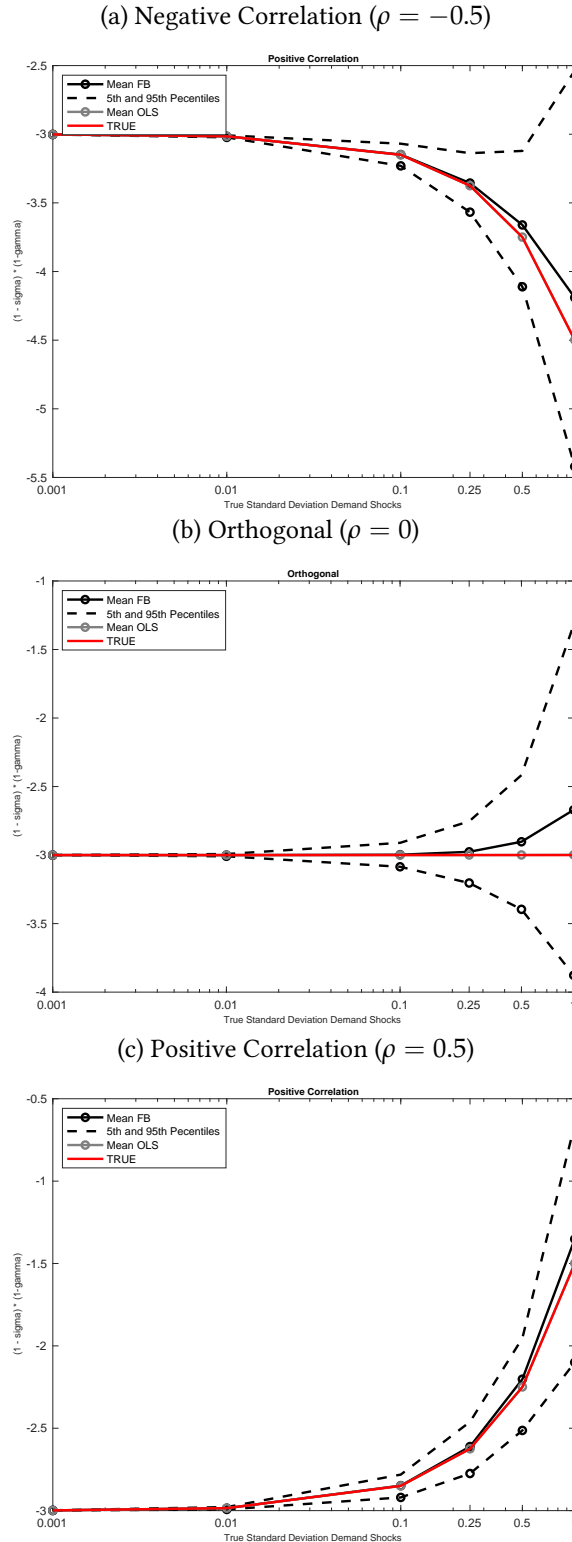 (a) Negative Correlation (ρ = −0.5)
Positive Correlation
Mean FB
5th and 95th Pecentiles
Mean OLS
TRUE
-2.5
-3
-3.5
-4
-4.5
-5
-5.5
(1 - sigma) * (1-gamma)
0.001 0.01 0.1 0.25 0.5
True Standard Deviation Demand Shocks
(b) Orthogonal (ρ = 0)
Orthogonal
Mean FB
5th and 95th Pecentiles
Mean OLS
TRUE
-1
-1.5
-2
-2.5
-3
-3.5
-4
(1 - sigma) * (1-gamma)
0.001 0.01 0.1 0.25 0.5
True Standard Deviation Demand Shocks
(c) Positive Correlation (ρ = 0.5)
Positive Correlation
Mean FB
5th and 95th Pecentiles
Mean OLS
TRUE
-0.5
-1
-1.5
-2
-2.5
-3
(1 - sigma) * (1-gamma)
0.001 0.01 0.1 0.25 0.5
True Standard Deviation Demand Shocks